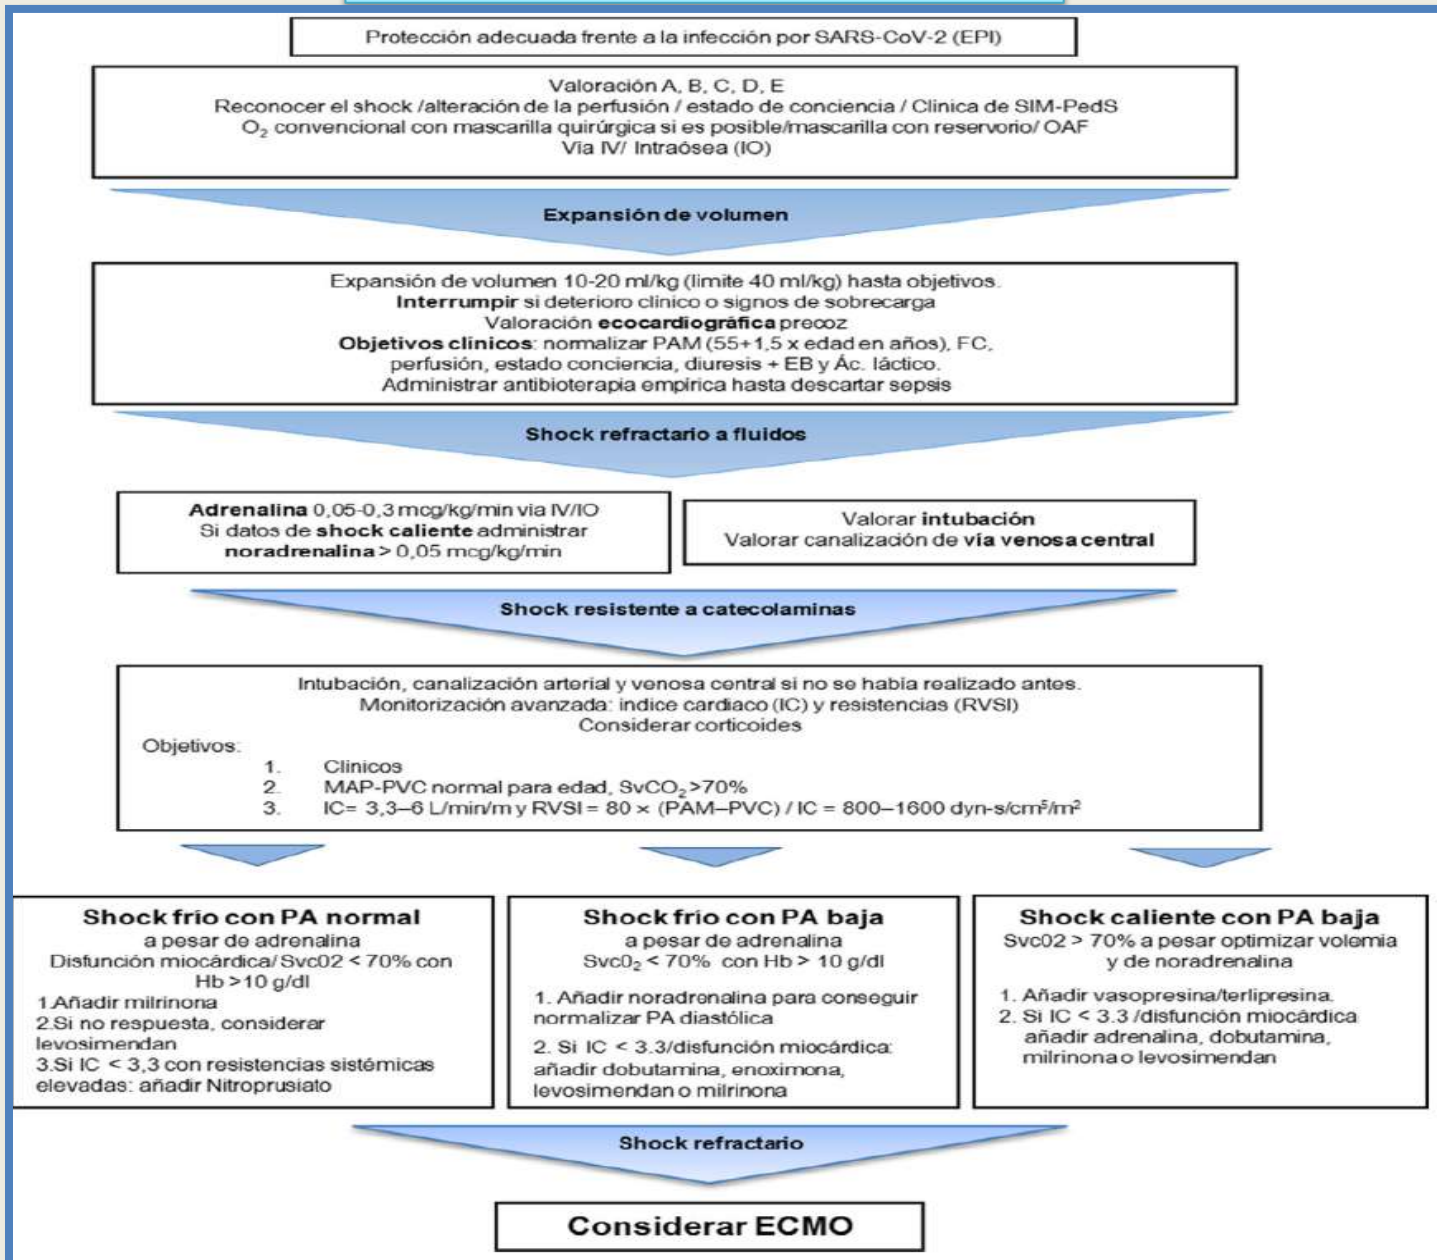 Protección adecuada frente a la infección por SARS-CoV-2 (EPI)
Valoración A, B, C, D, E
Reconocer el shock /alteración de la perfusión / estado de conciencia / Clínica de SIM-PedS
O₂ convencional con mascarilla quirúrgica si es posible/mascarilla con reservorio/ OAF
Vía IV/ Intraósea (IO)
Expansión de volumen
Expansión de volumen 10-20 ml/kg (limite 40 ml/kg) hasta objetivos.
Interrumpir si deterioro clínico o signos de sobrecarga
Valoración ecocardiográfica precoz
Objetivos clínicos: normalizar PAM (55+1,5 x edad en años), FC,
perfusión, estado conciencia, diuresis + EB y Ác. láctico.
Administrar antibioterapia empírica hasta descartar sepsis
Shock refractario a fluidos
Adrenalina 0,05-0,3 mcg/kg/min vía IV/IO
Si datos de shock caliente administrar
noradrenalina > 0,05 mcg/kg/min
Valorar intubación
Valorar canalización de vía venosa central
Shock resistente a catecolaminas
Intubación, canalización arterial y venosa central si no se había realizado antes.
Monitorización avanzada: indice cardiaco (IC) y resistencias (RVSI)
Considerar corticoides
Objetivos:
1. Clínicos
2. MAP-PVC normal para edad, SvCO₂ >70%
3. IC= 3,3–6 L/min/m y RVSI = 80 × (PAM–PVC) / IC = 800–1600 dyn-s/cm⁵/m²
Shock frío con PA normal
a pesar de adrenalina
Disfunción miocárdica/ Svc02 < 70% con
Hb >10 g/dl
1.Añadir milrinona
2.Si no respuesta, considerar
levosimendan
3.Si IC < 3,3 con resistencias sistémicas
elevadas: añadir Nitroprusiato
Shock frío con PA baja
a pesar de adrenalina
Svc0₂ < 70% con Hb > 10 g/dl
1. Añadir noradrenalina para conseguir
normalizar PA diastólica
2. Si IC < 3.3/disfunción miocárdica:
añadir dobutamina, enoximona,
levosimendan o milrinona
Shock caliente con PA baja
Svc02 > 70% a pesar optimizar volemia
y de noradrenalina
1. Añadir vasopresina/terlipresina.
2. Si IC < 3.3 /disfunción miocárdica
añadir adrenalina, dobutamina,
milrinona o levosimendan
Shock refractario
Considerar ECMO